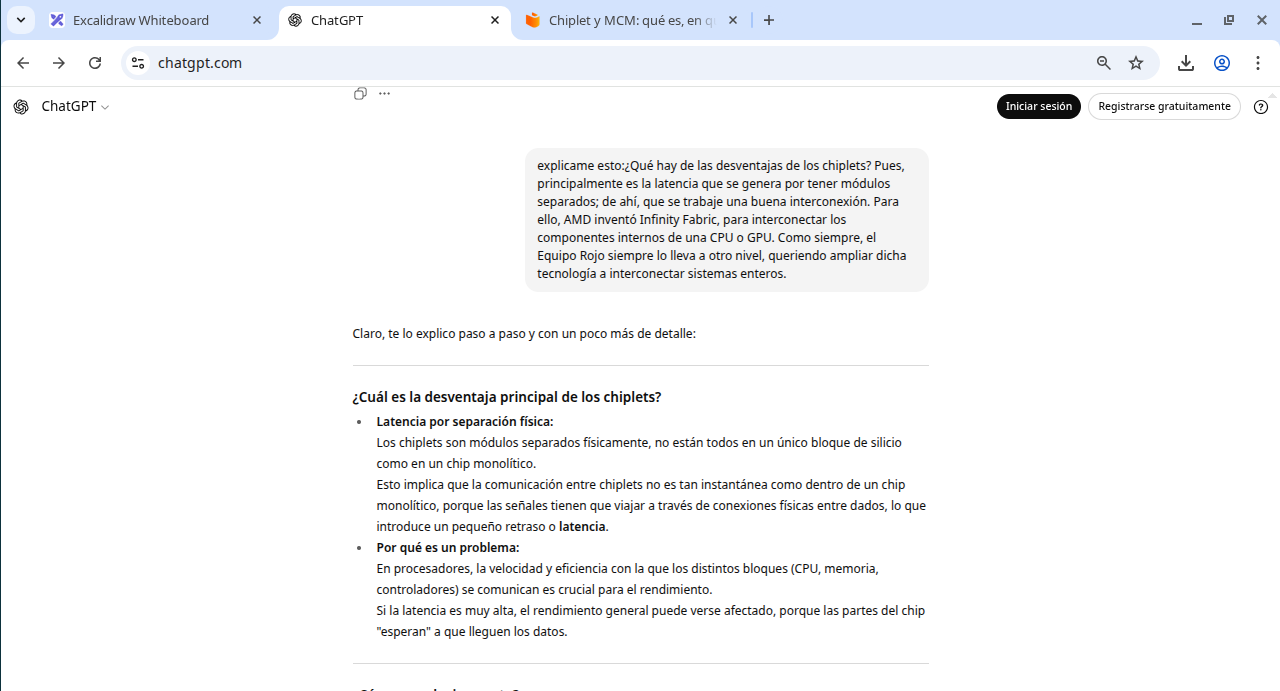 Excalidraw Whiteboard
ChatGPT
Chiplet y MCM: qué es, en q
chatgpt.com
ChatGPT
Iniciar sesión
Registrarse gratuitamente
explicame esto:¿Qué hay de las desventajas de los chiplets? Pues,
principalmente es la latencia que se genera por tener módulos
separados; de ahí, que se trabaje una buena interconexión. Para
ello, AMD inventó Infinity Fabric, para interconectar los
componentes internos de una CPU o GPU. Como siempre, el
Equipo Rojo siempre lo lleva a otro nivel, queriendo ampliar dicha
tecnología a interconectar sistemas enteros.
Claro, te lo explico paso a paso y con un poco más de detalle:
¿Cuál es la desventaja principal de los chiplets?
• Latencia por separación física:
Los chiplets son módulos separados físicamente, no están todos en un único bloque de silicio
como en un chip monolítico.
Esto implica que la comunicación entre chiplets no es tan instantánea como dentro de un chip
monolítico, porque las señales tienen que viajar a través de conexiones físicas entre dados, lo que
introduce un pequeño retraso o latencia.
• Por qué es un problema:
En procesadores, la velocidad y eficiencia con la que los distintos bloques (CPU, memoria,
controladores) se comunican es crucial para el rendimiento.
Si la latencia es muy alta, el rendimiento general puede verse afectado, porque las partes del chip
"esperan" a que lleguen los datos.